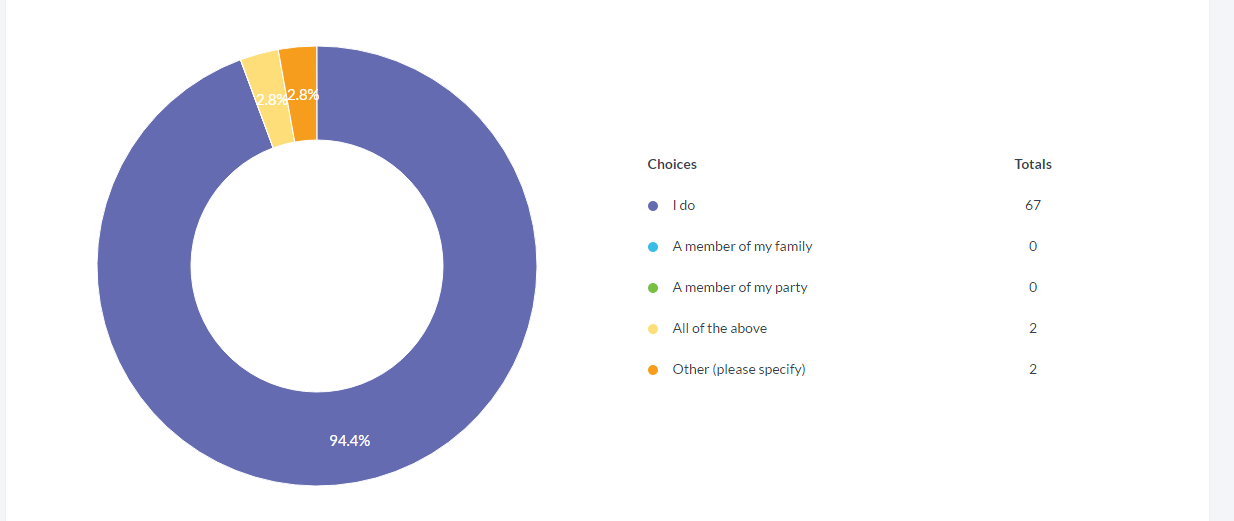 2.8%
2.8%
94.4%
Choices Totals
I do 67
A member of my family 0
A member of my party 0
All of the above 2
Other (please specify) 2